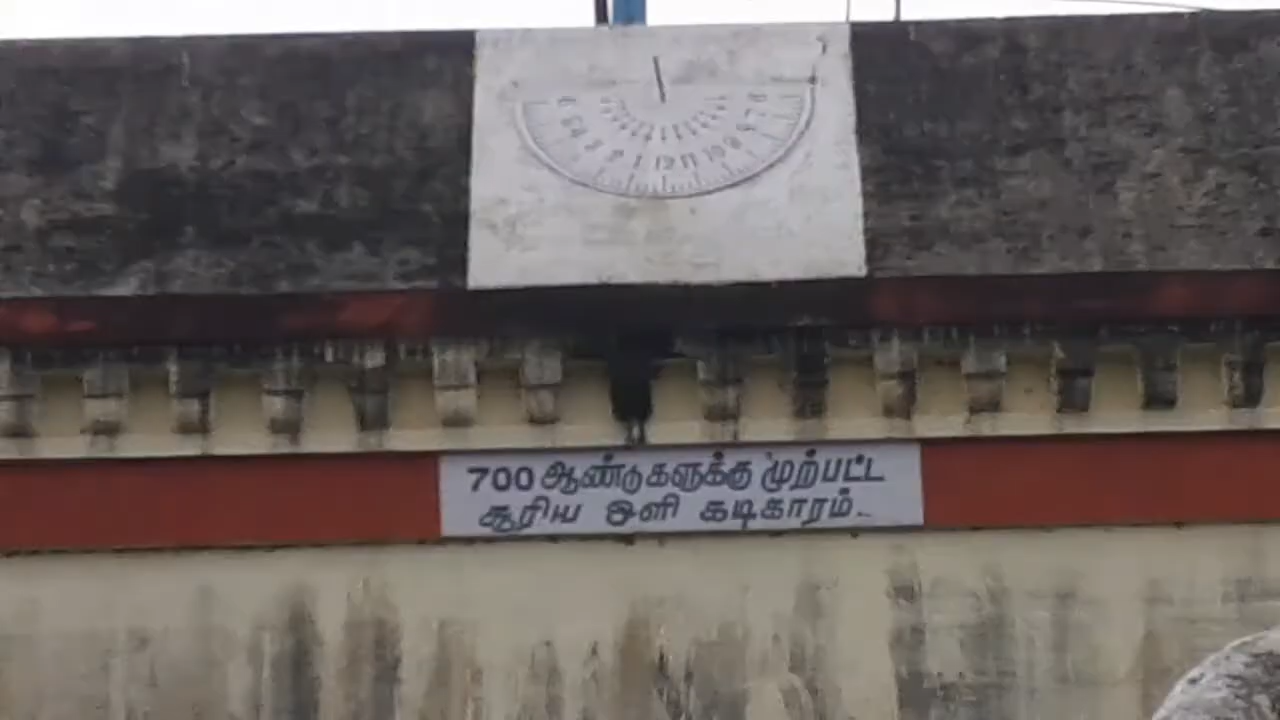 700 ஆண்டுகளுக்கு முற்பட்ட
சூரிய ஒளி கடிகாரம்.